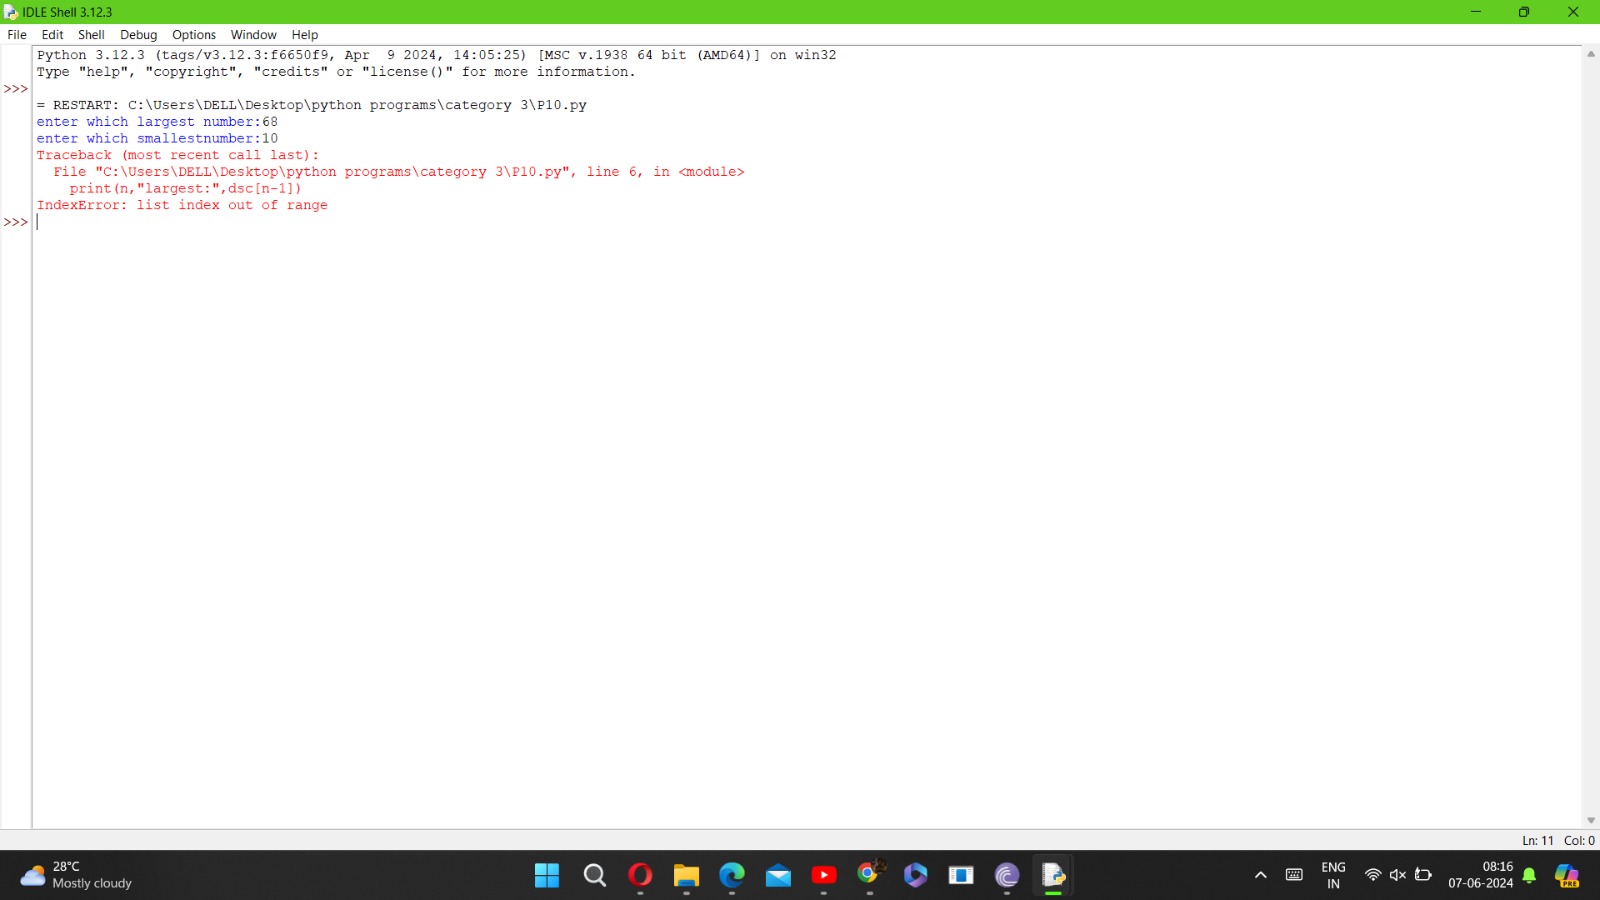 IDLE Shell 3.12.3
File Edit Shell Debug Options Window Help
Python 3.12.3 (tags/v3.12.3:f6650f9, Apr  9 2024, 14:05:25) [MSC v.1938 64 bit (AMD64)] on win32
Type "help", "copyright", "credits" or "license()" for more information.
>>>
= RESTART: C:\Users\DELL\Desktop\python programs\category 3\P10.py
enter which largest number:68
enter which smallestnumber:10
Traceback (most recent call last):
  File "C:\Users\DELL\Desktop\python programs\category 3\P10.py", line 6, in <module>
    print(n,"largest:",dsc[n-1])
IndexError: list index out of range
>>>
Ln: 11 Col: 0
28°C
Mostly cloudy
ENG
IN
08:16
07-06-2024
PRE